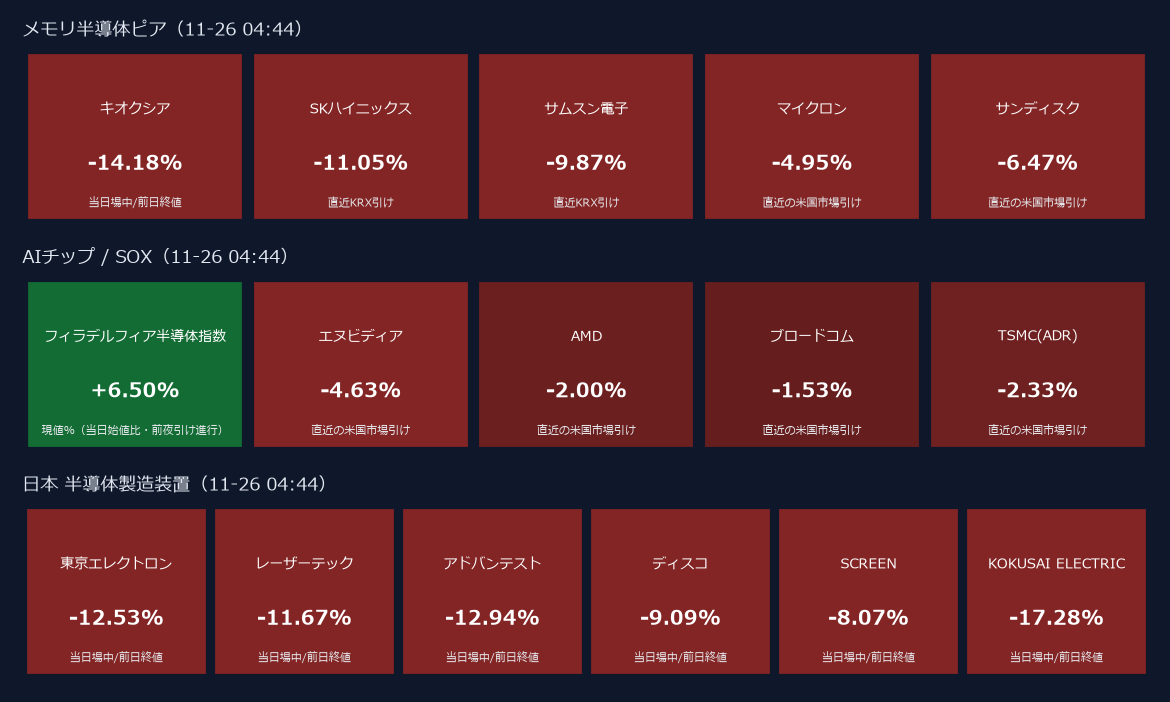 メモリ半導体ピア（11-26 04:44）
キオクシア
-14.18%
当日場中/前日終値
SKハイニックス
-11.05%
直近KRX引け
サムスン電子
-9.87%
直近KRX引け
マイクロン
-4.95%
直近の米国市場引け
サンディスク
-6.47%
直近の米国市場引け
AIチップ / SOX（11-26 04:44）
フィラデルフィア半導体指数
+6.50%
現値%（当日始値比・前夜引け進行）
エヌビディア
-4.63%
直近の米国市場引け
AMD
-2.00%
直近の米国市場引け
ブロードコム
-1.53%
直近の米国市場引け
TSMC(ADR)
-2.33%
直近の米国市場引け
日本 半導体製造装置（11-26 04:44）
東京エレクトロン
-12.53%
当日場中/前日終値
レーザーテック
-11.67%
当日場中/前日終値
アドバンテスト
-12.94%
当日場中/前日終値
ディスコ
-9.09%
当日場中/前日終値
SCREEN
-8.07%
当日場中/前日終値
KOKUSAI ELECTRIC
-17.28%
当日場中/前日終値